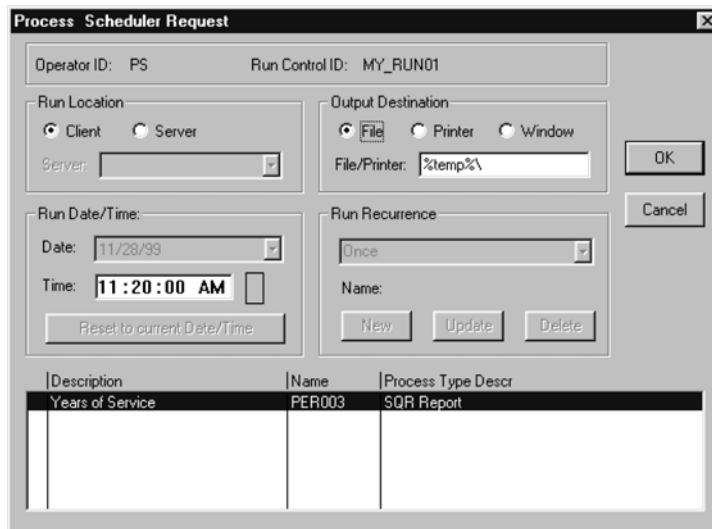 Process Scheduler Request
Operator ID: PS Run Control ID: MY_RUN01
Run Location
Client Server
Server:
Output Destination
File Printer Window
File/Printer: %temp%\
OK
Cancel
Run Date/Time:
Date: 11/28/99
Time: 11:20:00 AM
Reset to current Date/Time
Run Recurrence
Once
Name:
New Update Delete
Description Name Process Type Descr
Years of Service PER003 SQR Report